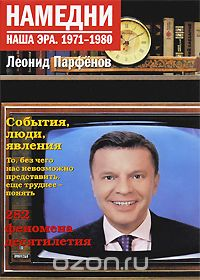 НАМЕДНИ
НАША ЭРА. 1971-1980
Леонид Парфёнов
События,
люди,
явления
То, без чего
нас невозможно
представить,
еще труднее –
понять
252
феномена
десятилетия
ozon.ru